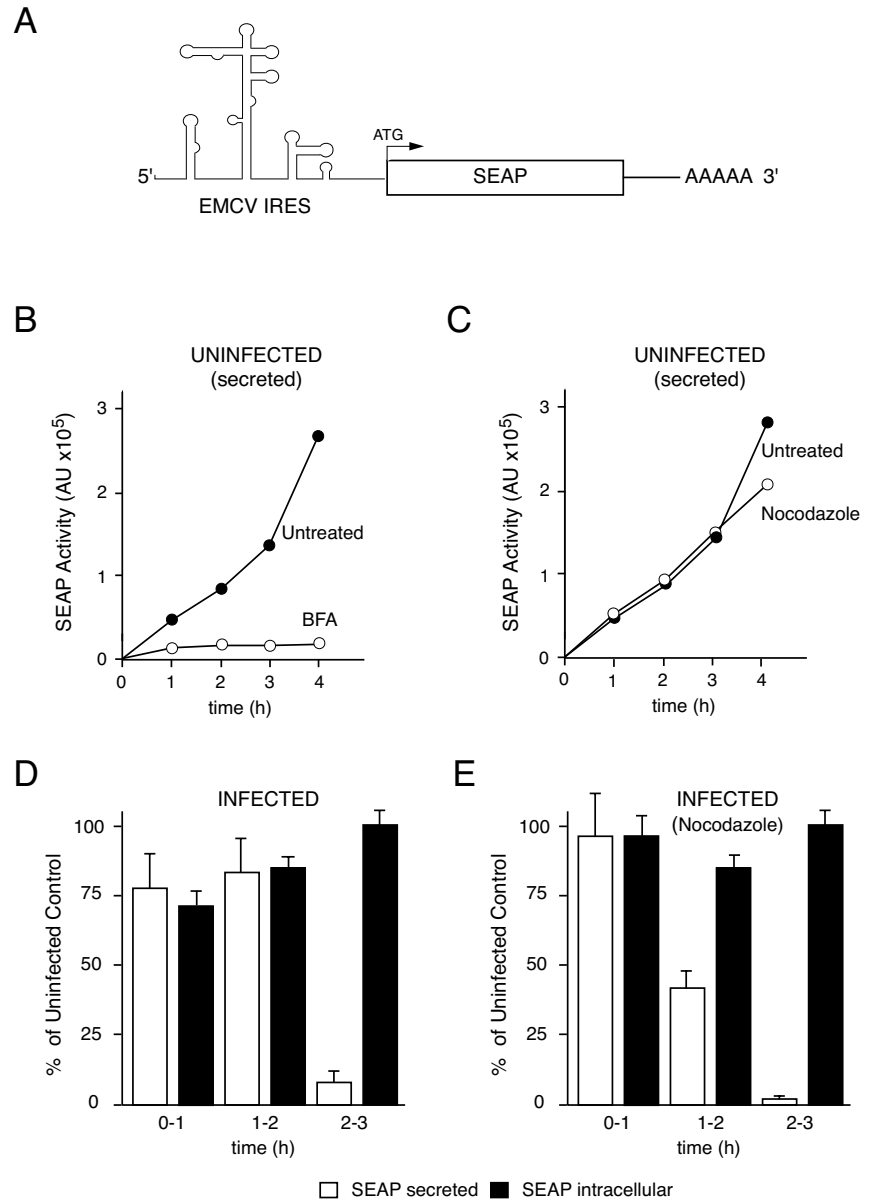 A
ATG
5'
SEAP
AAAAA 3'
EMCV IRES
B
UNINFECTED
(secreted)
SEAP Activity (AU x10⁵)
3
2
1
0
Untreated
BFA
0 1 2 3 4
time (h)
C
UNINFECTED
(secreted)
SEAP Activity (AU x10⁵)
3
2
1
0
Untreated
Nocodazole
0 1 2 3 4
time (h)
D
INFECTED
% of Uninfected Control
100
75
50
25
0
0-1 1-2 2-3
time (h)
E
INFECTED
(Nocodazole)
% of Uninfected Control
100
75
50
25
0
0-1 1-2 2-3
time (h)
SEAP secreted SEAP intracellular